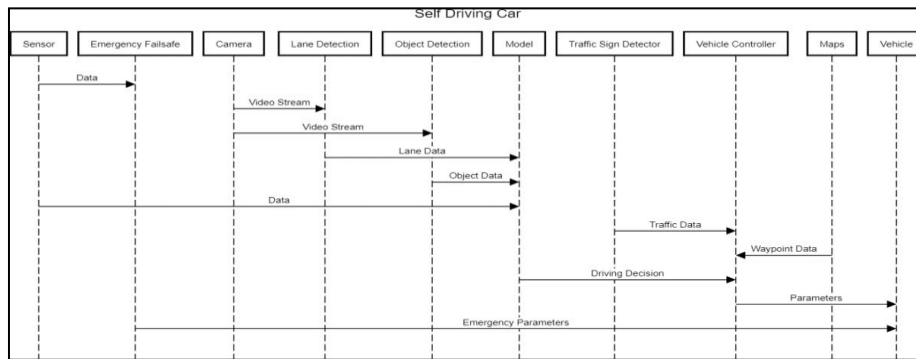 Self Driving Car
Sensor
Emergency Failsafe
Camera
Lane Detection
Object Detection
Model
Traffic Sign Detector
Vehicle Controller
Maps
Vehicle
Data
Video Stream
Video Stream
Lane Data
Object Data
Data
Traffic Data
Waypoint Data
Driving Decision
Parameters
Emergency Parameters